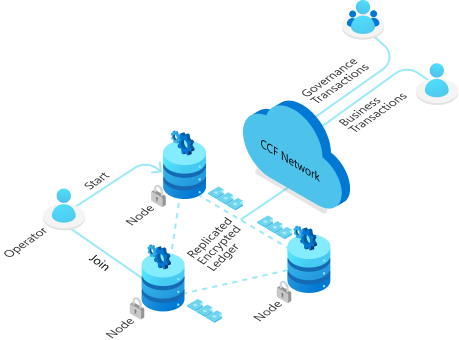 Governance
Transactions
Business
Transactions
CCF Network
Start
Node
Operator
Join
Replicated
Encrypted
Ledger
Node
Node